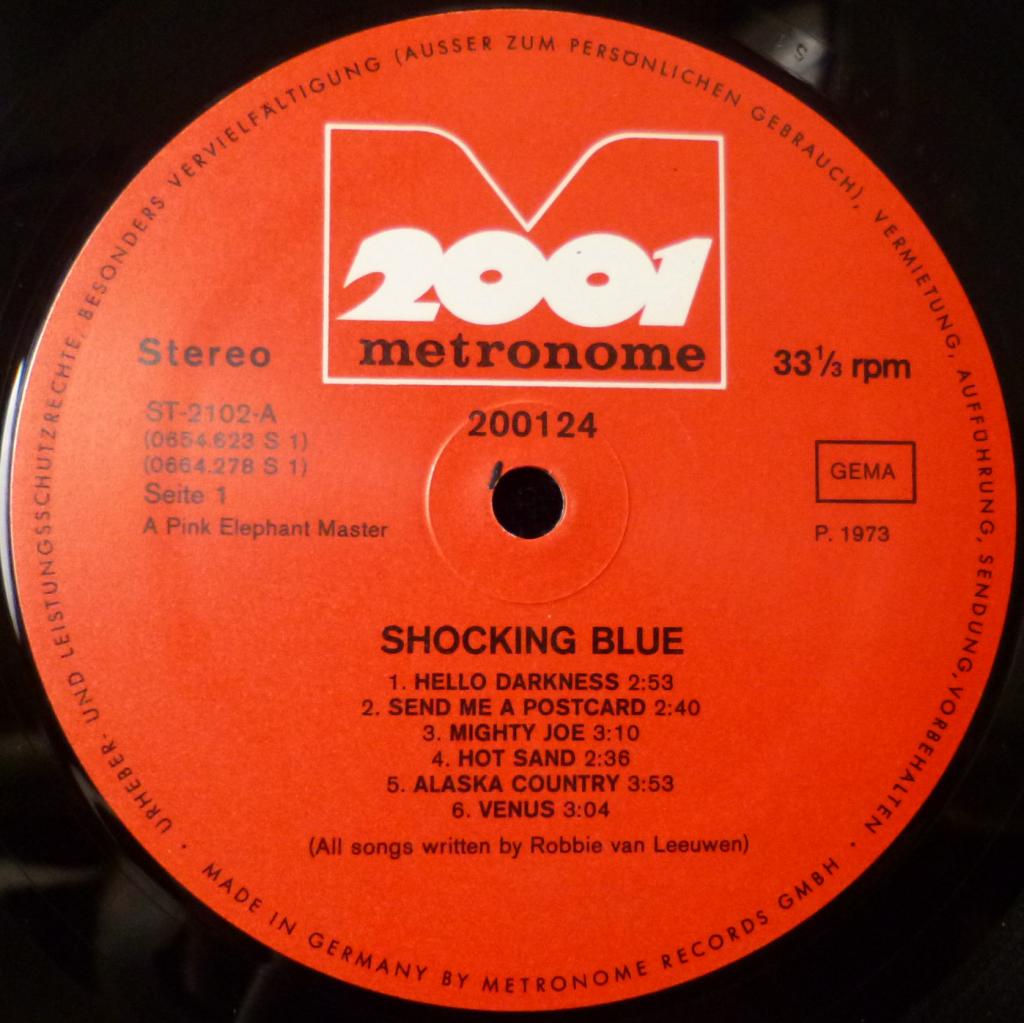 URHEBER- UND LEISTUNGSSCHUTZRECHTE, BESONDERS VERVIELFÄLTIGUNG (AUSSER ZUM PERSÖNLICHEN GEBRAUCH), VERMIETUNG, AUFFÜHRUNG, SENDUNG, VORBEHALTEN ·
2001
metronome
Stereo
33⅓ rpm
200124
ST-2102-A
(0654.623 S 1)
(0664.278 S 1)
Seite 1
A Pink Elephant Master
GEMA
P. 1973
SHOCKING BLUE
1. HELLO DARKNESS 2:53
2. SEND ME A POSTCARD 2:40
3. MIGHTY JOE 3:10
4. HOT SAND 2:36
5. ALASKA COUNTRY 3:53
6. VENUS 3:04
(All songs written by Robbie van Leeuwen)
· MADE IN GERMANY BY METRONOME RECORDS GMBH